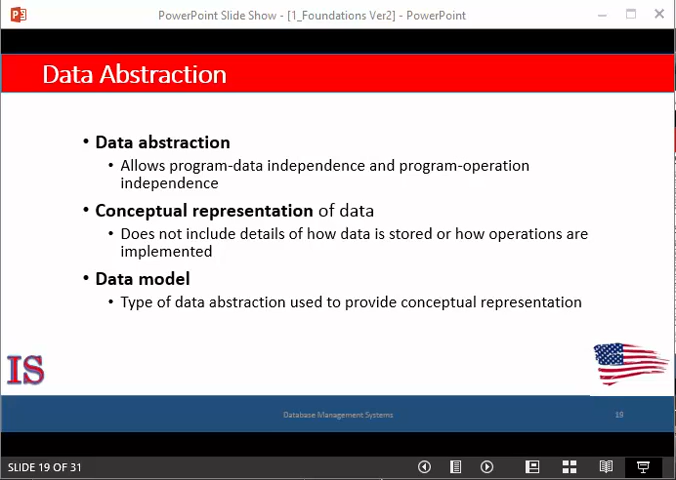 PowerPoint Slide Show - [1_Foundations Ver2] - PowerPoint
Data Abstraction
• Data abstraction
• Allows program-data independence and program-operation
independence
• Conceptual representation of data
• Does not include details of how data is stored or how operations are
implemented
• Data model
• Type of data abstraction used to provide conceptual representation
IS
Database Management Systems
19
SLIDE 19 OF 31